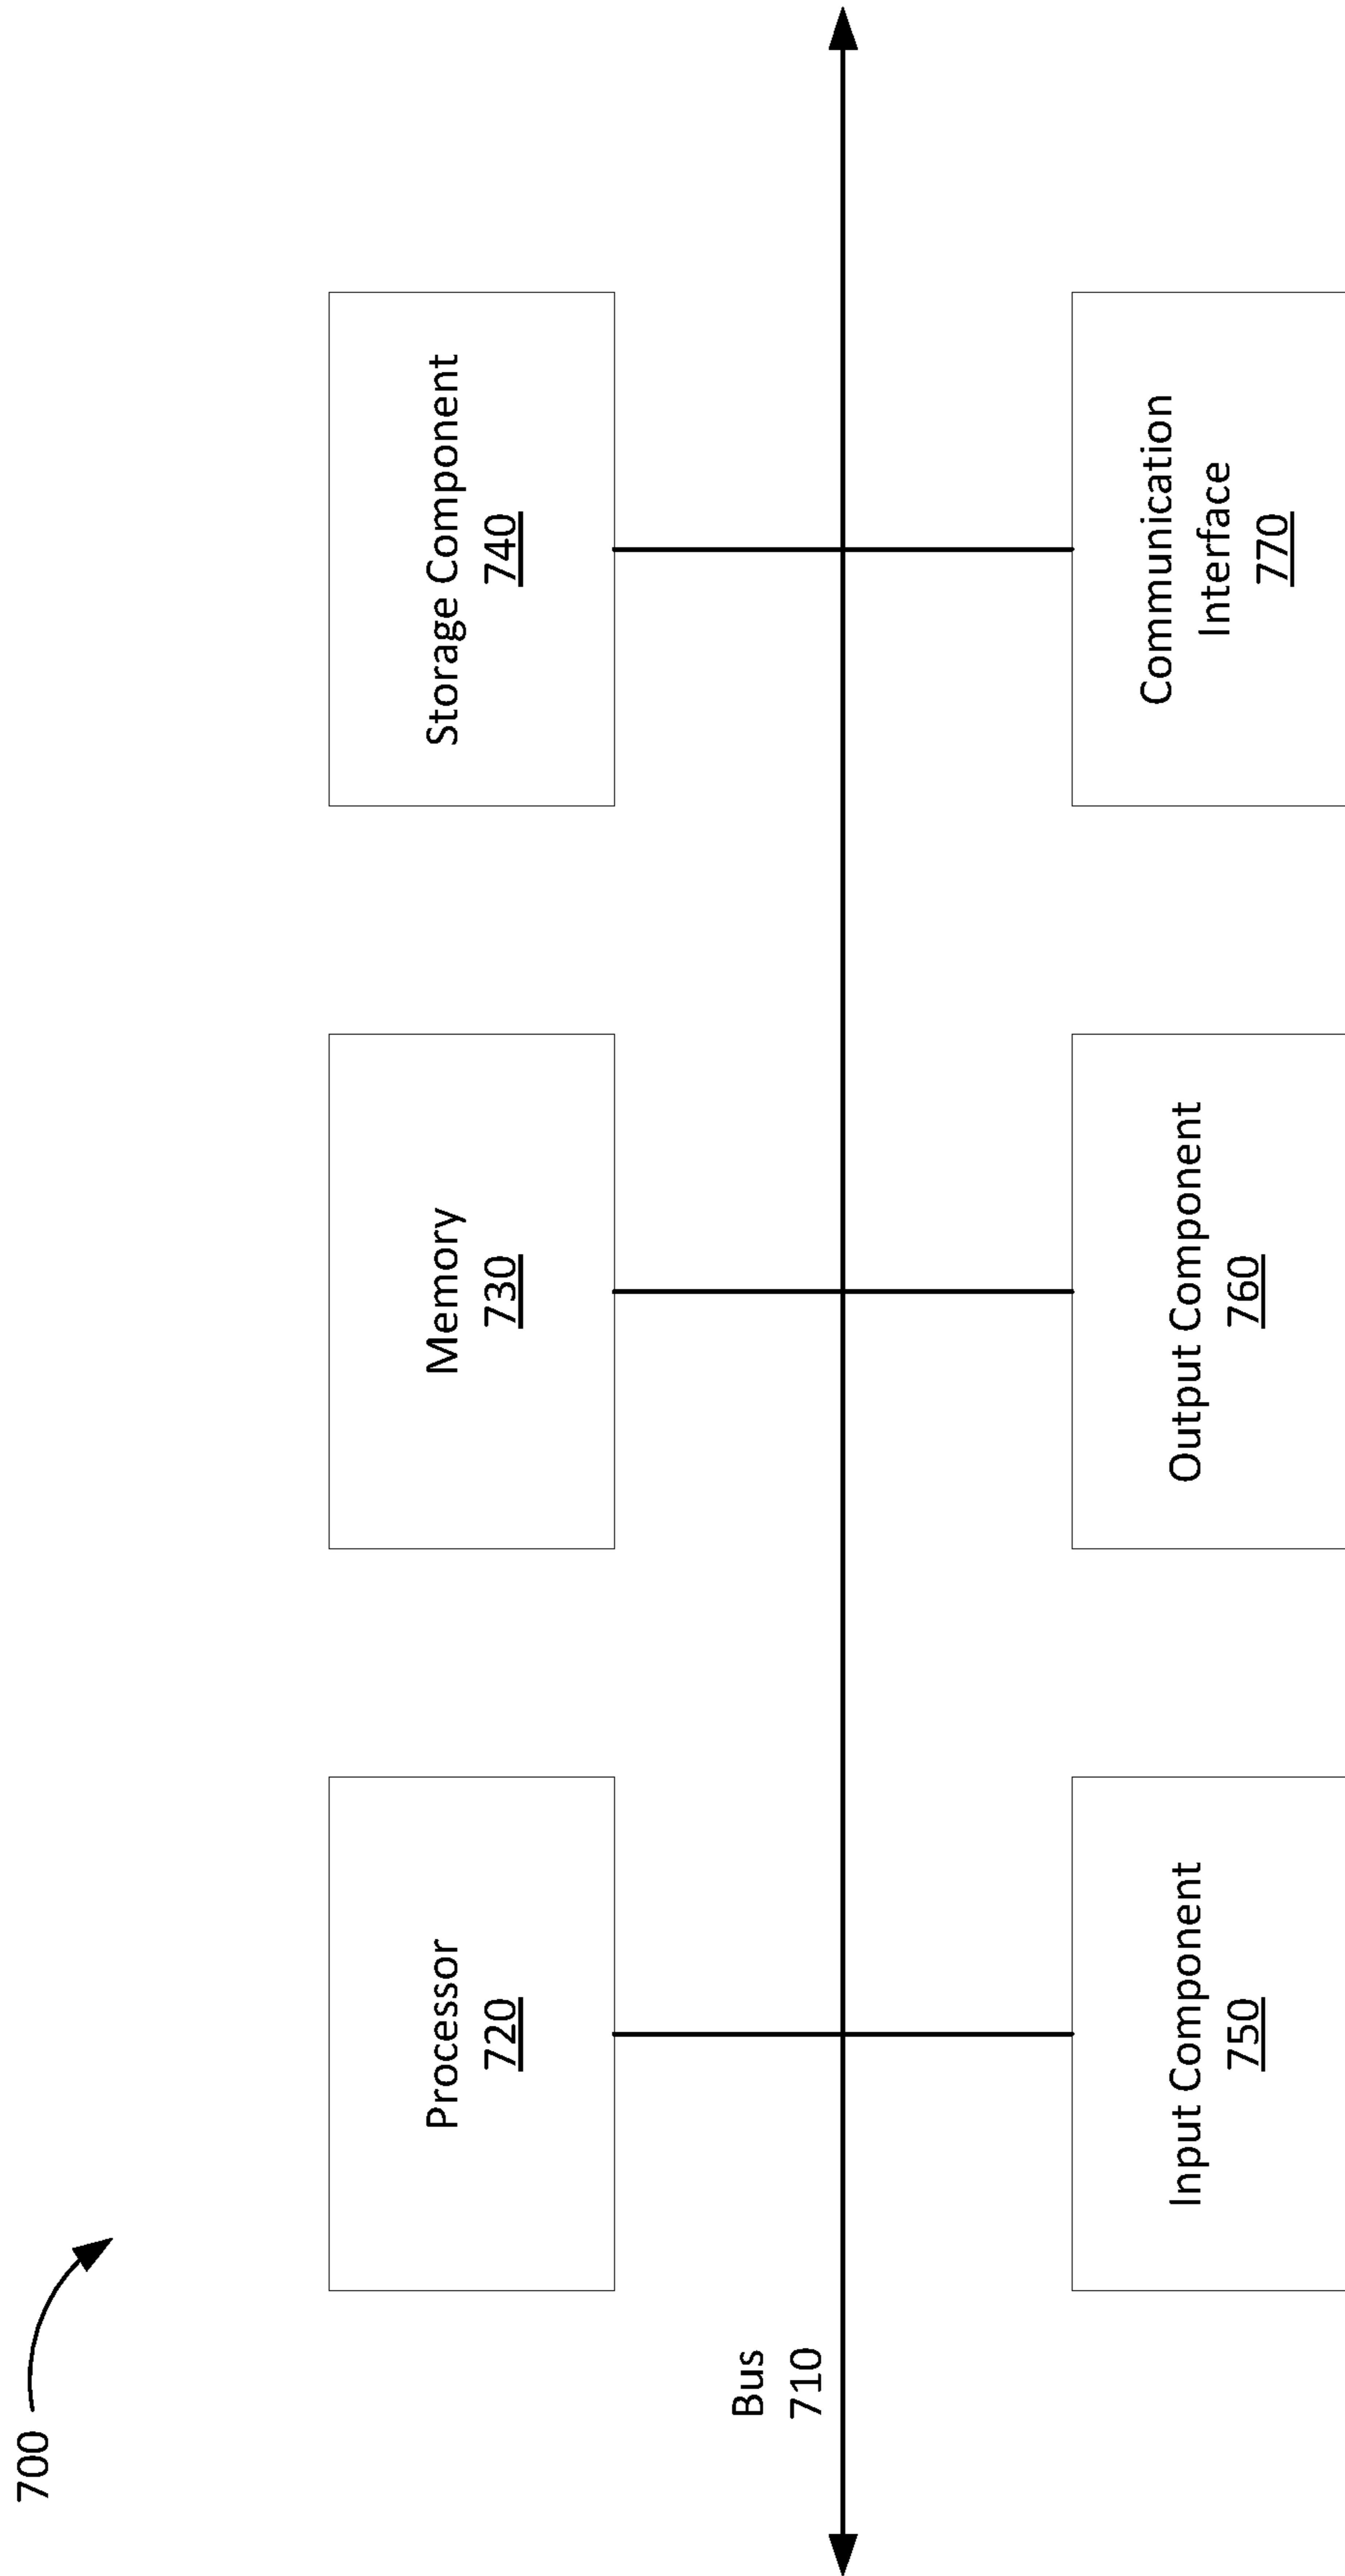 700
Processor
720
Memory
730
Storage Component
740
Bus
710
Input Component
750
Output Component
760
Communication
Interface
770